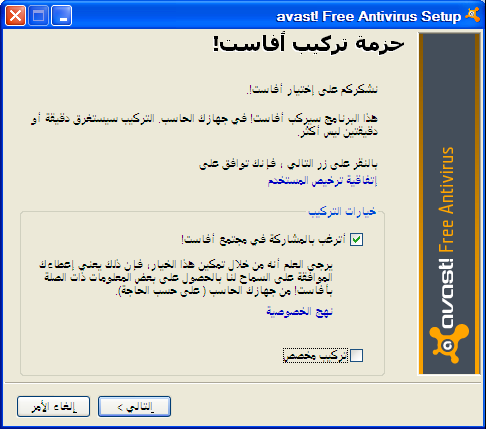 avast! Free Antivirus Setup
حزمة تركيب أفاست!
نشكركم على إختيار أفاست!.
هذا البرنامج سيركب أفاست! في جهازك الحاسب. التركيب سيستغرق دقيقة أو
دقيقتين ليس أكثر.
بالنقر على زر التالي ، فإنك توافق على
إتفاقية ترخيص المستخدم
خيارات التركيب
أترغب بالمشاركة في مجتمع أفاست!
يرجى العلم أنه من خلال تمكين هذا الخيار، فإن ذلك يعني إعطاءك
الموافقة على السماح لنا بالحصول على بعض المعلومات ذات الصلة
بأفاست! من جهازك الحاسب ( على حسب الحاجة).
نهج الخصوصية
تركيب مخصص
avast! Free Antivirus
التالي >
إلغاء الأمر